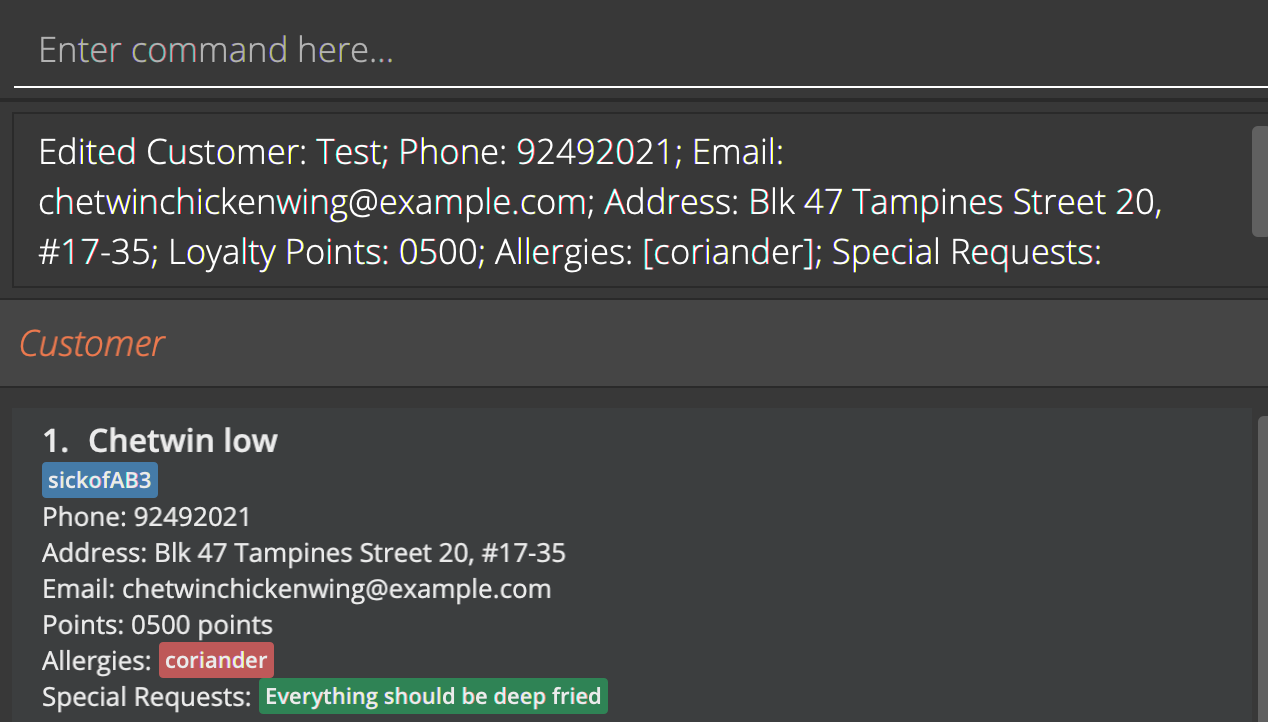 Enter command here...
Edited Customer: Test; Phone: 92492021; Email:
chetwinchickenwing@example.com; Address: Blk 47 Tampines Street 20,
#17-35; Loyalty Points: 0500; Allergies: [coriander]; Special Requests:
Customer
1. Chetwin low
sickofAB3
Phone: 92492021
Address: Blk 47 Tampines Street 20, #17-35
Email: chetwinchickenwing@example.com
Points: 0500 points
Allergies: coriander
Special Requests: Everything should be deep fried